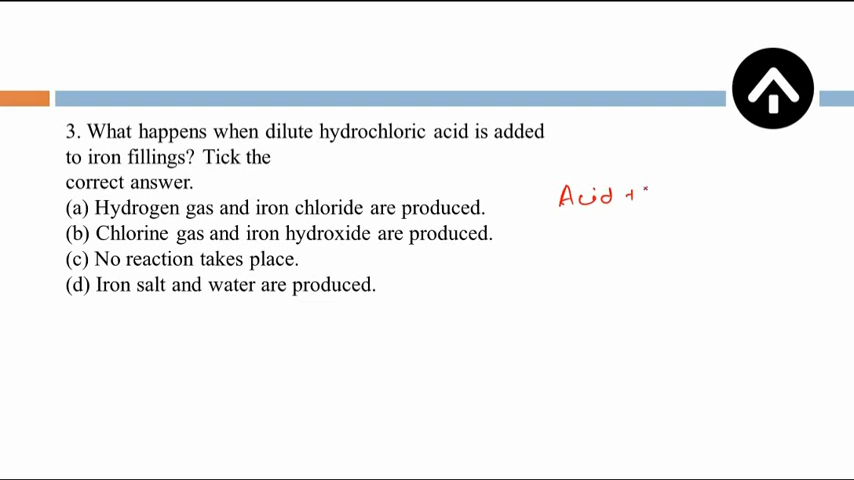 3. What happens when dilute hydrochloric acid is added
to iron fillings? Tick the
correct answer.
(a) Hydrogen gas and iron chloride are produced.
Acid +
(b) Chlorine gas and iron hydroxide are produced.
(c) No reaction takes place.
(d) Iron salt and water are produced.